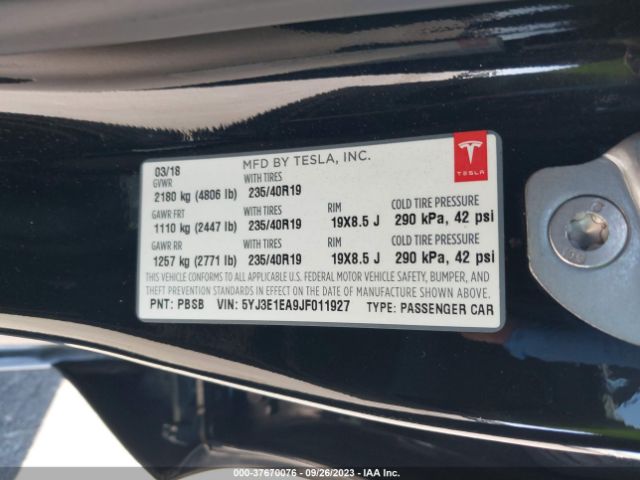 03/18 MFD BY TESLA, INC.
TESLA
GVWR WITH TIRES
2180 kg (4806 lb) 235/40R19
GAWR FRT WITH TIRES RIM COLD TIRE PRESSURE
1110 kg (2447 lb) 235/40R19 19X8.5 J 290 kPa, 42 psi
GAWR RR WITH TIRES RIM COLD TIRE PRESSURE
1257 kg (2771 lb) 235/40R19 19X8.5 J 290 kPa, 42 psi
THIS VEHICLE CONFORMS TO ALL APPLICABLE U.S. FEDERAL MOTOR VEHICLE SAFETY, BUMPER, AND
THEFT PREVENTION STANDARDS IN EFFECT ON THE DATE OF MANUFACTURE SHOWN ABOVE.
PNT: PBSB VIN: 5YJ3E1EA9JF011927 TYPE: PASSENGER CAR
000-37670076 - 09/26/2023 - IAA Inc.